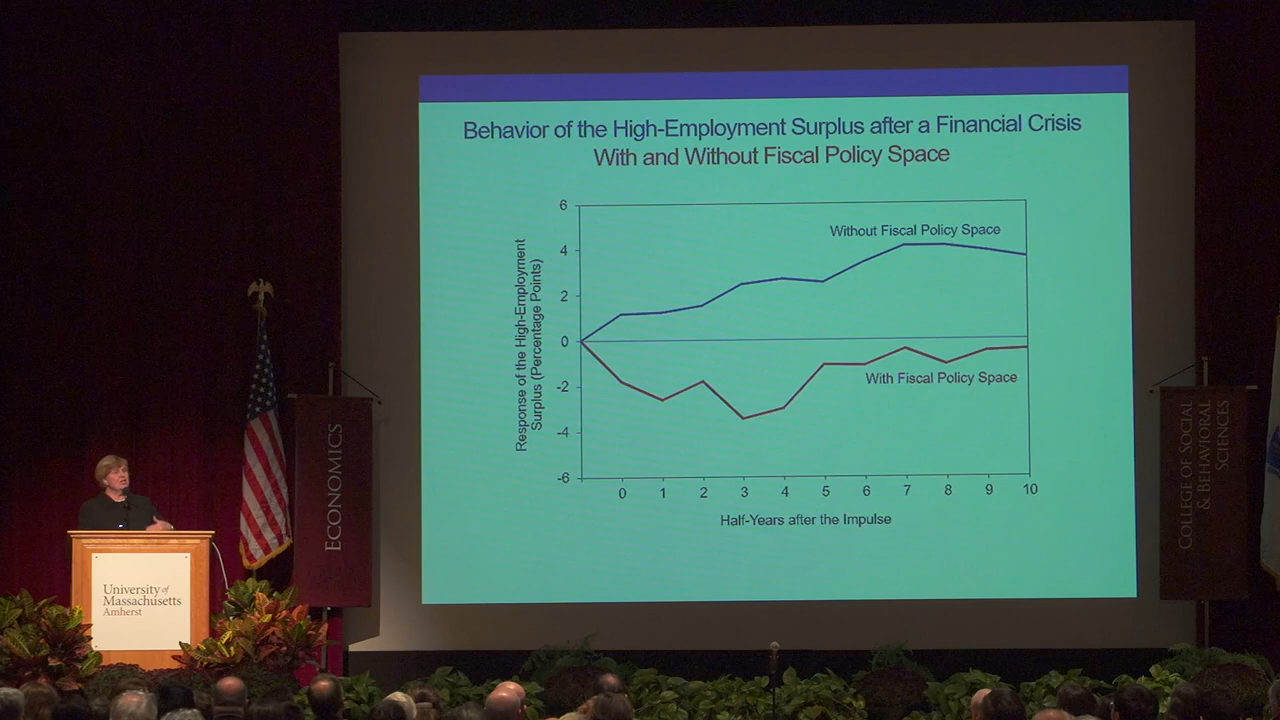 Behavior of the High-Employment Surplus after a Financial Crisis
With and Without Fiscal Policy Space
Response of the High-Employment
Surplus (Percentage Points)
6
4
2
0
-2
-4
-6
Without Fiscal Policy Space
With Fiscal Policy Space
0 1 2 3 4 5 6 7 8 9 10
Half-Years after the Impulse
ECONOMICS
COLLEGE OF SOCIAL
& BEHAVIORAL
SCIENCES
University of
Massachusetts
Amherst